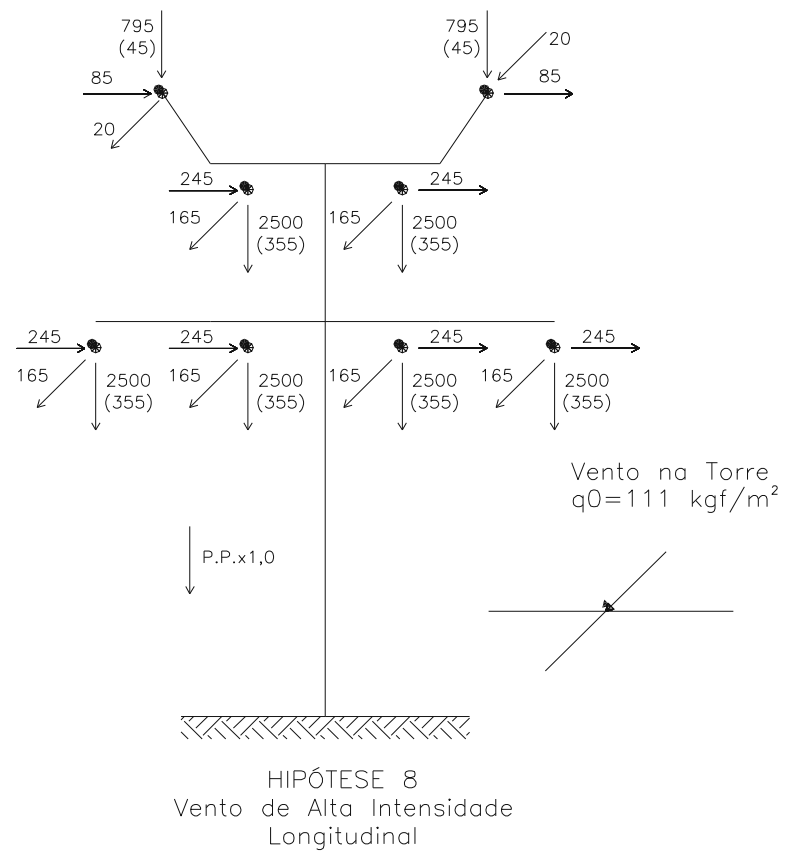 795 795
(45) (45) 20
85 85
20
245 245
165 2500 165 2500
(355) (355)
245 245 245 245
165 2500 165 2500 165 2500 165 2500
(355) (355) (355) (355)
Vento na Torre
q0=111 kgf/m²
P.P.x1,0
HIPÓTESE 8
Vento de Alta Intensidade
Longitudinal